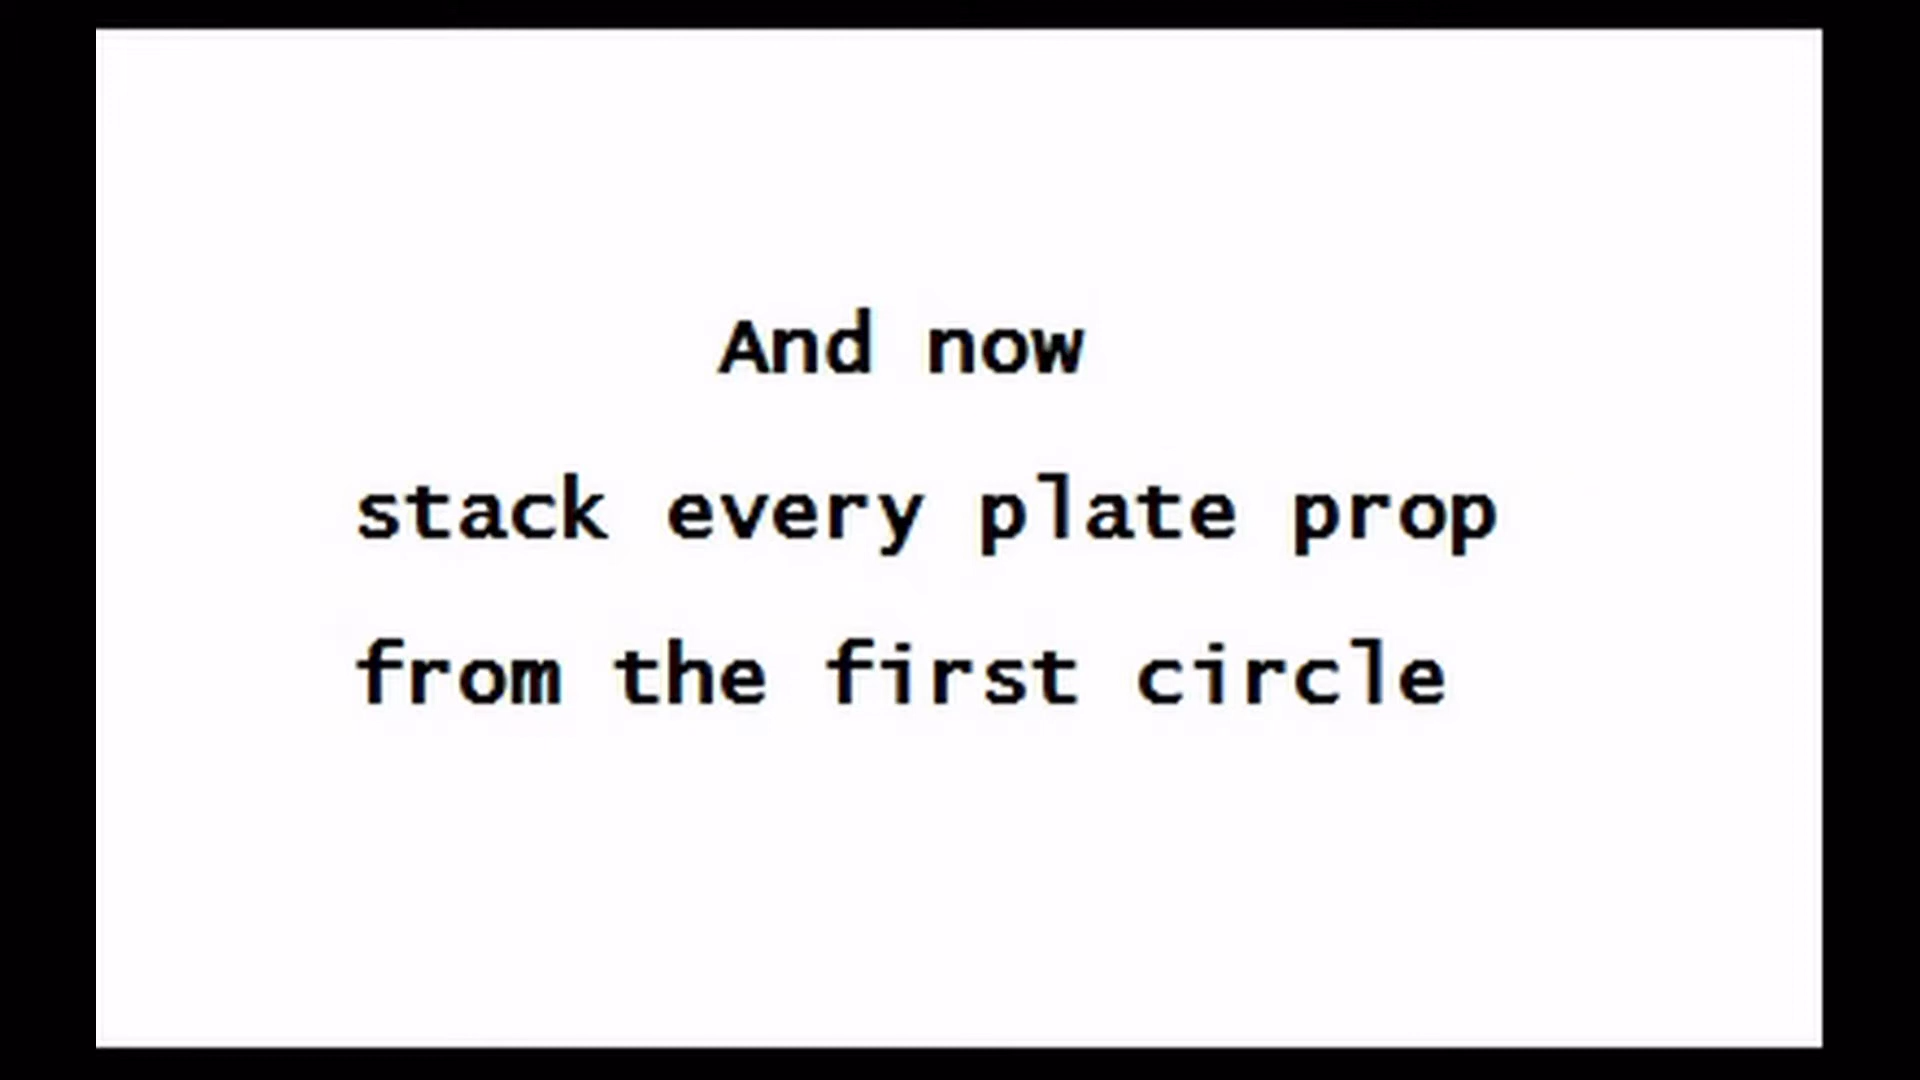 And now
stack every plate prop
from the first circle